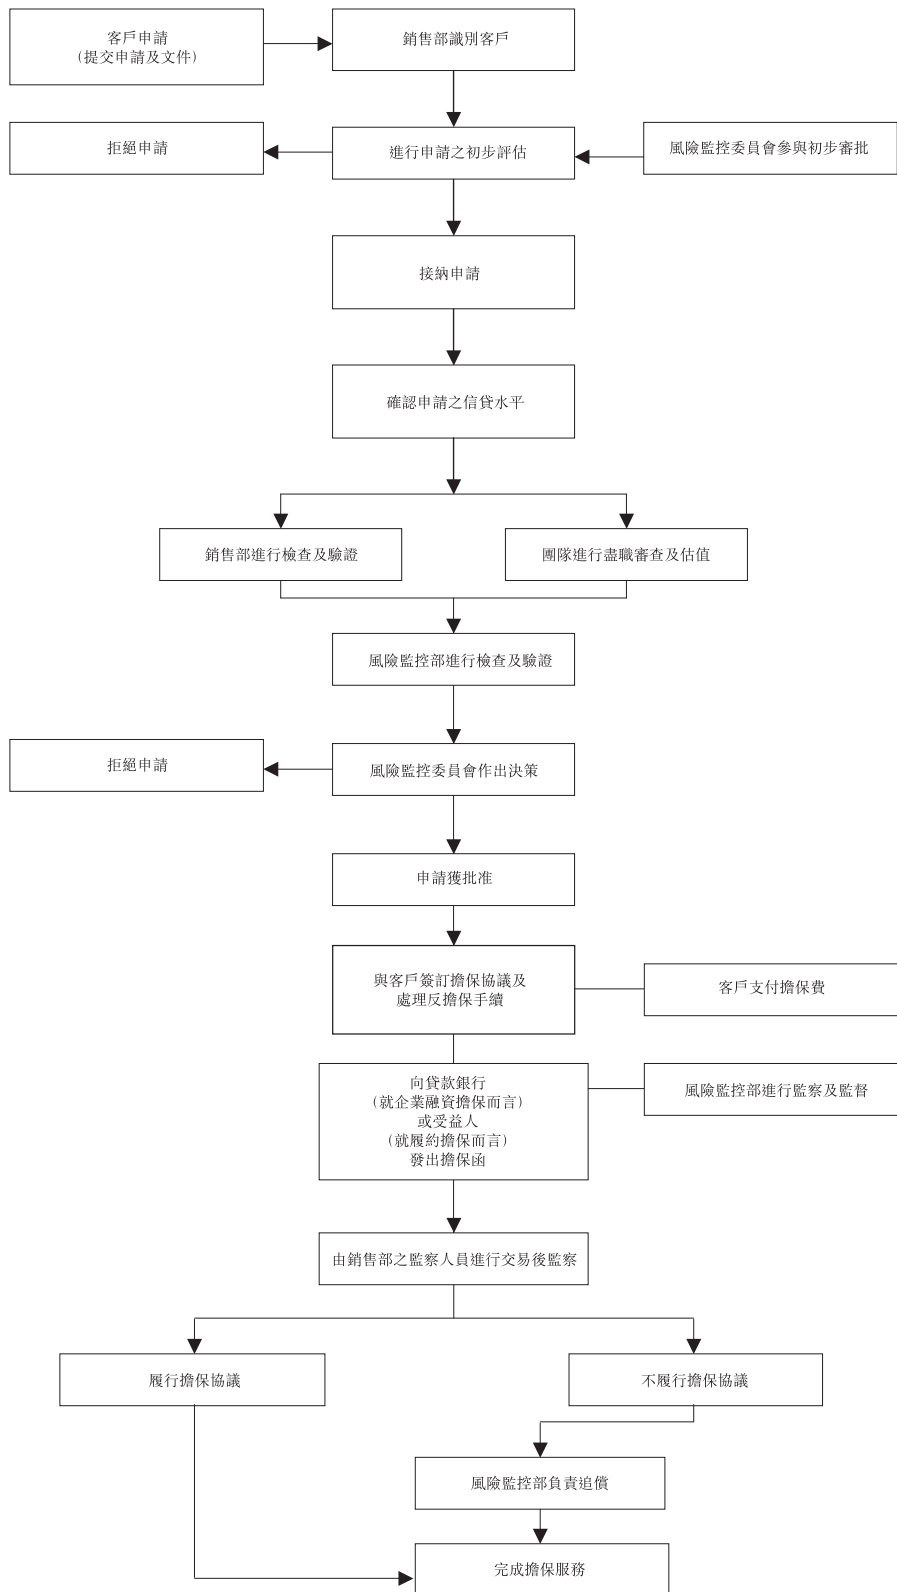 客戶申請
（提交申請及文件）
銷售部識別客戶
拒絕申請
進行申請之初步評估
風險監控委員會參與初步審批
接納申請
確認申請之信貸水平
銷售部進行檢查及驗證
團隊進行盡職審查及估值
風險監控部進行檢查及驗證
拒絕申請
風險監控委員會作出決策
申請獲批准
與客戶簽訂擔保協議及
處理反擔保手續
客戶支付擔保費
向貸款銀行
（就企業融資擔保而言）
或受益人
（就履約擔保而言）
發出擔保函
風險監控部進行監察及監督
由銷售部之監察人員進行交易後監察
履行擔保協議
不履行擔保協議
風險監控部負責追償
完成擔保服務